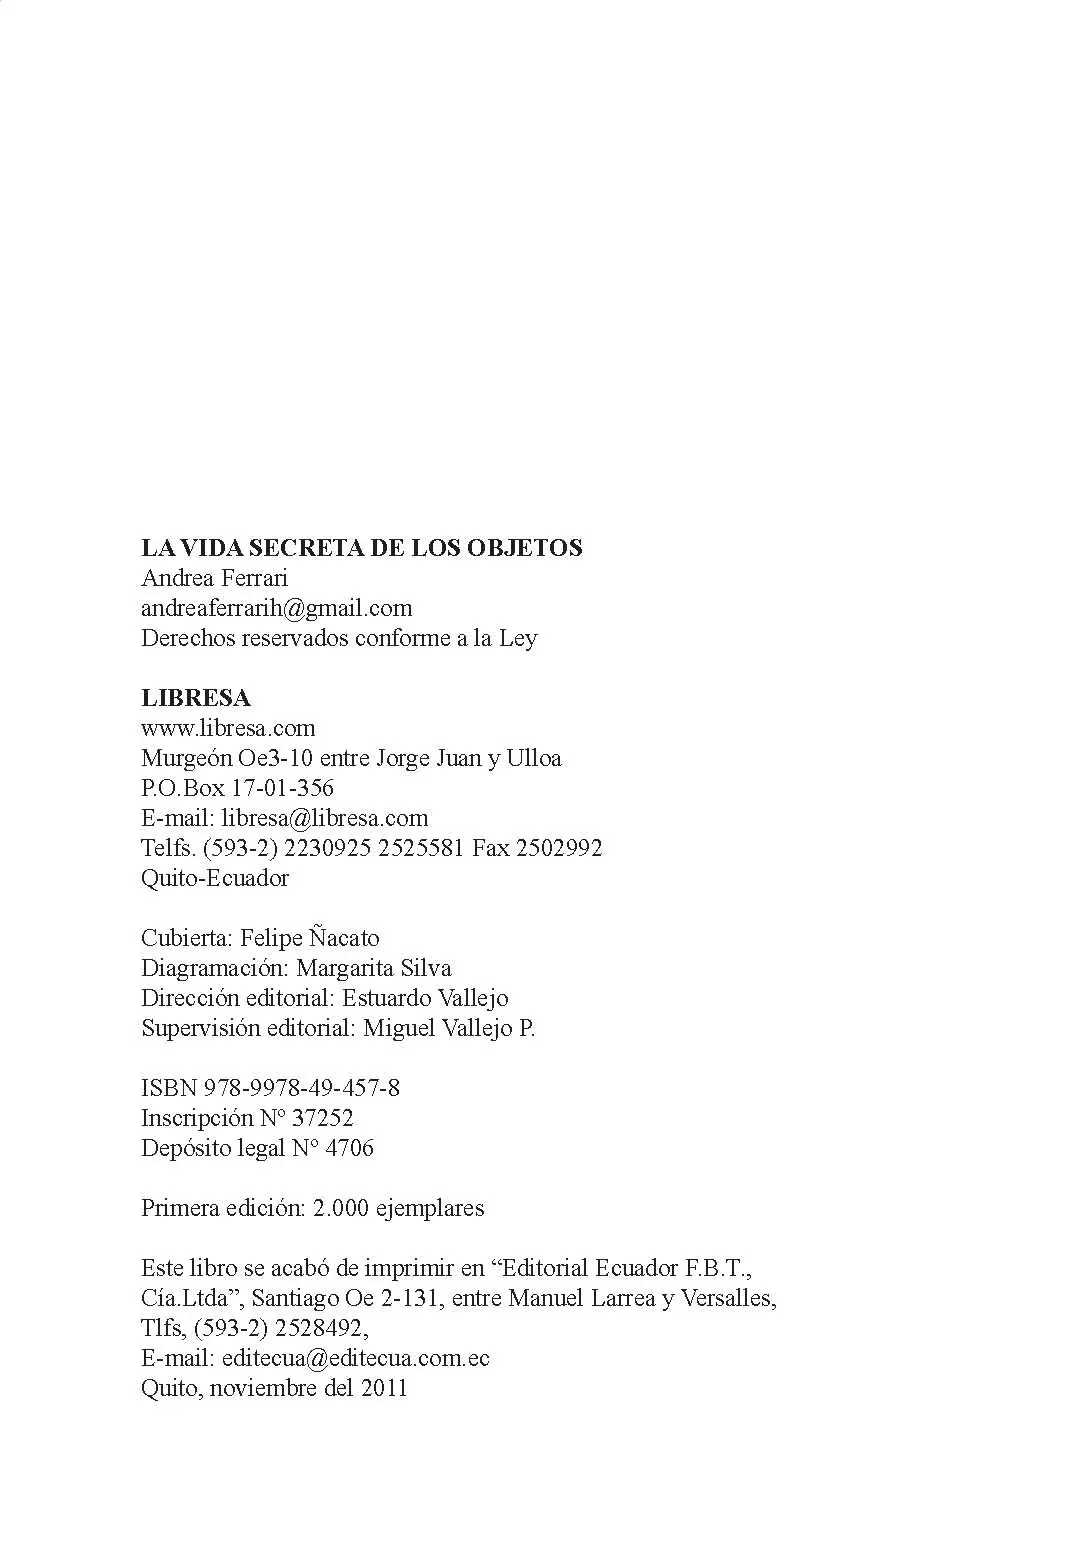 LA VIDA SECRETA DE LOS OBJETOS
Andrea Ferrari
andreaferrarih@gmail.com
Derechos reservados conforme a la Ley
LIBRESA
www.libresa.com
Murgeón Oe3-10 entre Jorge Juan y Ulloa
P.O.Box 17-01-356
E-mail: libresa@libresa.com
Telfs. (593-2) 2230925 2525581 Fax 2502992
Quito-Ecuador
Cubierta: Felipe Ñacato
Diagramación: Margarita Silva
Dirección editorial: Estuardo Vallejo
Supervisión editorial: Miguel Vallejo P.
ISBN 978-9978-49-457-8
Inscripción Nº 37252
Depósito legal Nº 4706
Primera edición: 2.000 ejemplares
Este libro se acabó de imprimir en “Editorial Ecuador F.B.T.,
Cía.Ltda”, Santiago Oe 2-131, entre Manuel Larrea y Versalles,
Tlfs, (593-2) 2528492,
E-mail: editecua@editecua.com.ec
Quito, noviembre del 2011